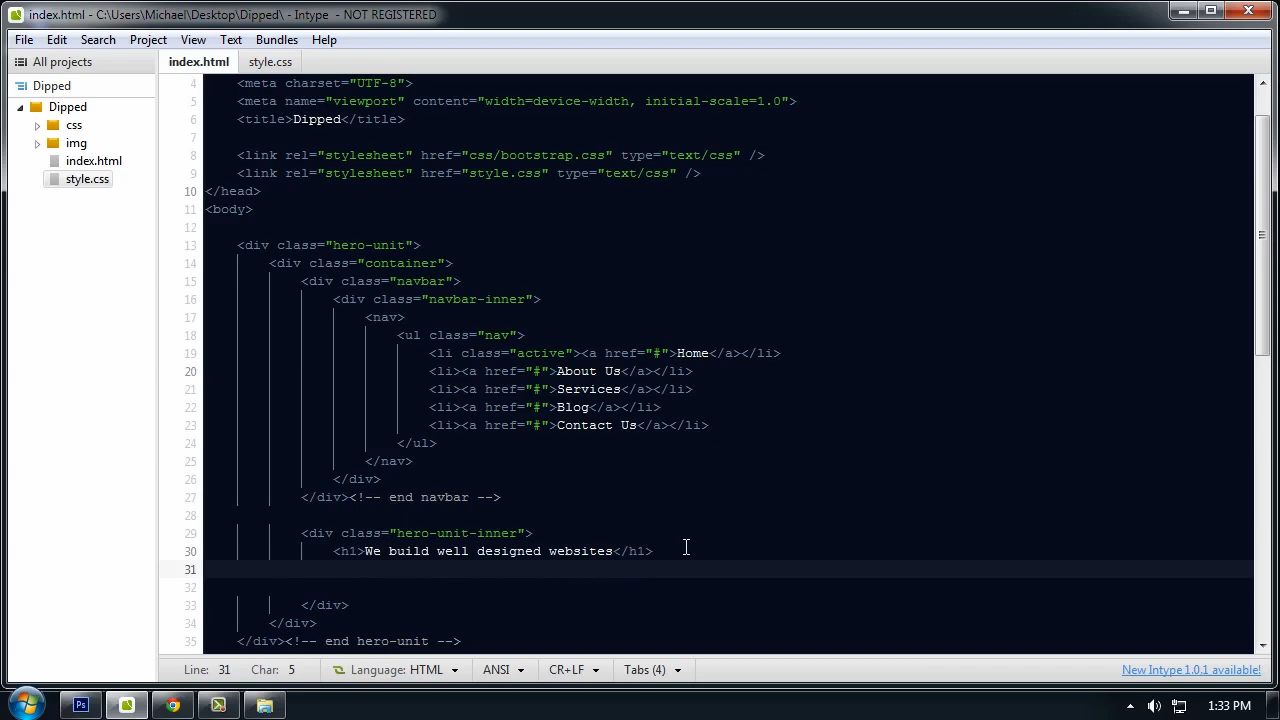 index.html - C:\Users\Michael\Desktop\Dipped\ - Intype - NOT REGISTERED
File Edit Search Project View Text Bundles Help
All projects
index.html style.css
Dipped
Dipped
css
img
index.html
style.css
4 <meta charset="UTF-8">
5 <meta name="viewport" content="width=device-width, initial-scale=1.0">
6 <title>Dipped</title>
7
8 <link rel="stylesheet" href="css/bootstrap.css" type="text/css" />
9 <link rel="stylesheet" href="style.css" type="text/css" />
10 </head>
11 <body>
12
13 <div class="hero-unit">
14 <div class="container">
15 <div class="navbar">
16 <div class="navbar-inner">
17 <nav>
18 <ul class="nav">
19 <li class="active"><a href="#">Home</a></li>
20 <li><a href="#">About Us</a></li>
21 <li><a href="#">Services</a></li>
22 <li><a href="#">Blog</a></li>
23 <li><a href="#">Contact Us</a></li>
24 </ul>
25 </nav>
26 </div>
27 </div><!-- end navbar -->
28
29 <div class="hero-unit-inner">
30 <h1>We build well designed websites</h1>
31
32
33 </div>
34 </div>
35 </div><!-- end hero-unit -->
Line: 31 Char: 5 Language: HTML ANSI CR+LF Tabs (4) New Intype 1.0.1 available!
Ps 1:33 PM